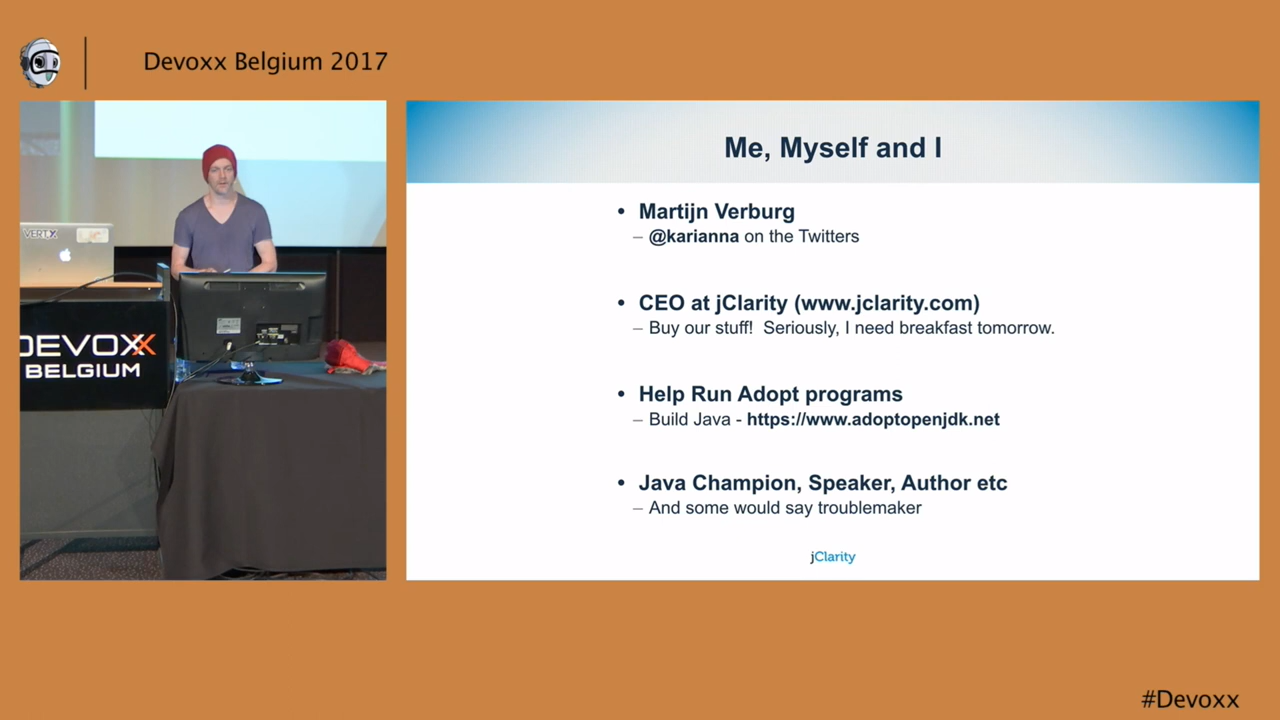 Devoxx Belgium 2017
VERT.X
DEVOXX
BELGIUM
Me, Myself and I
• Martijn Verburg
– @karianna on the Twitters
• CEO at jClarity (www.jclarity.com)
– Buy our stuff!  Seriously, I need breakfast tomorrow.
• Help Run Adopt programs
– Build Java - https://www.adoptopenjdk.net
• Java Champion, Speaker, Author etc
– And some would say troublemaker
jClarity
#Devoxx